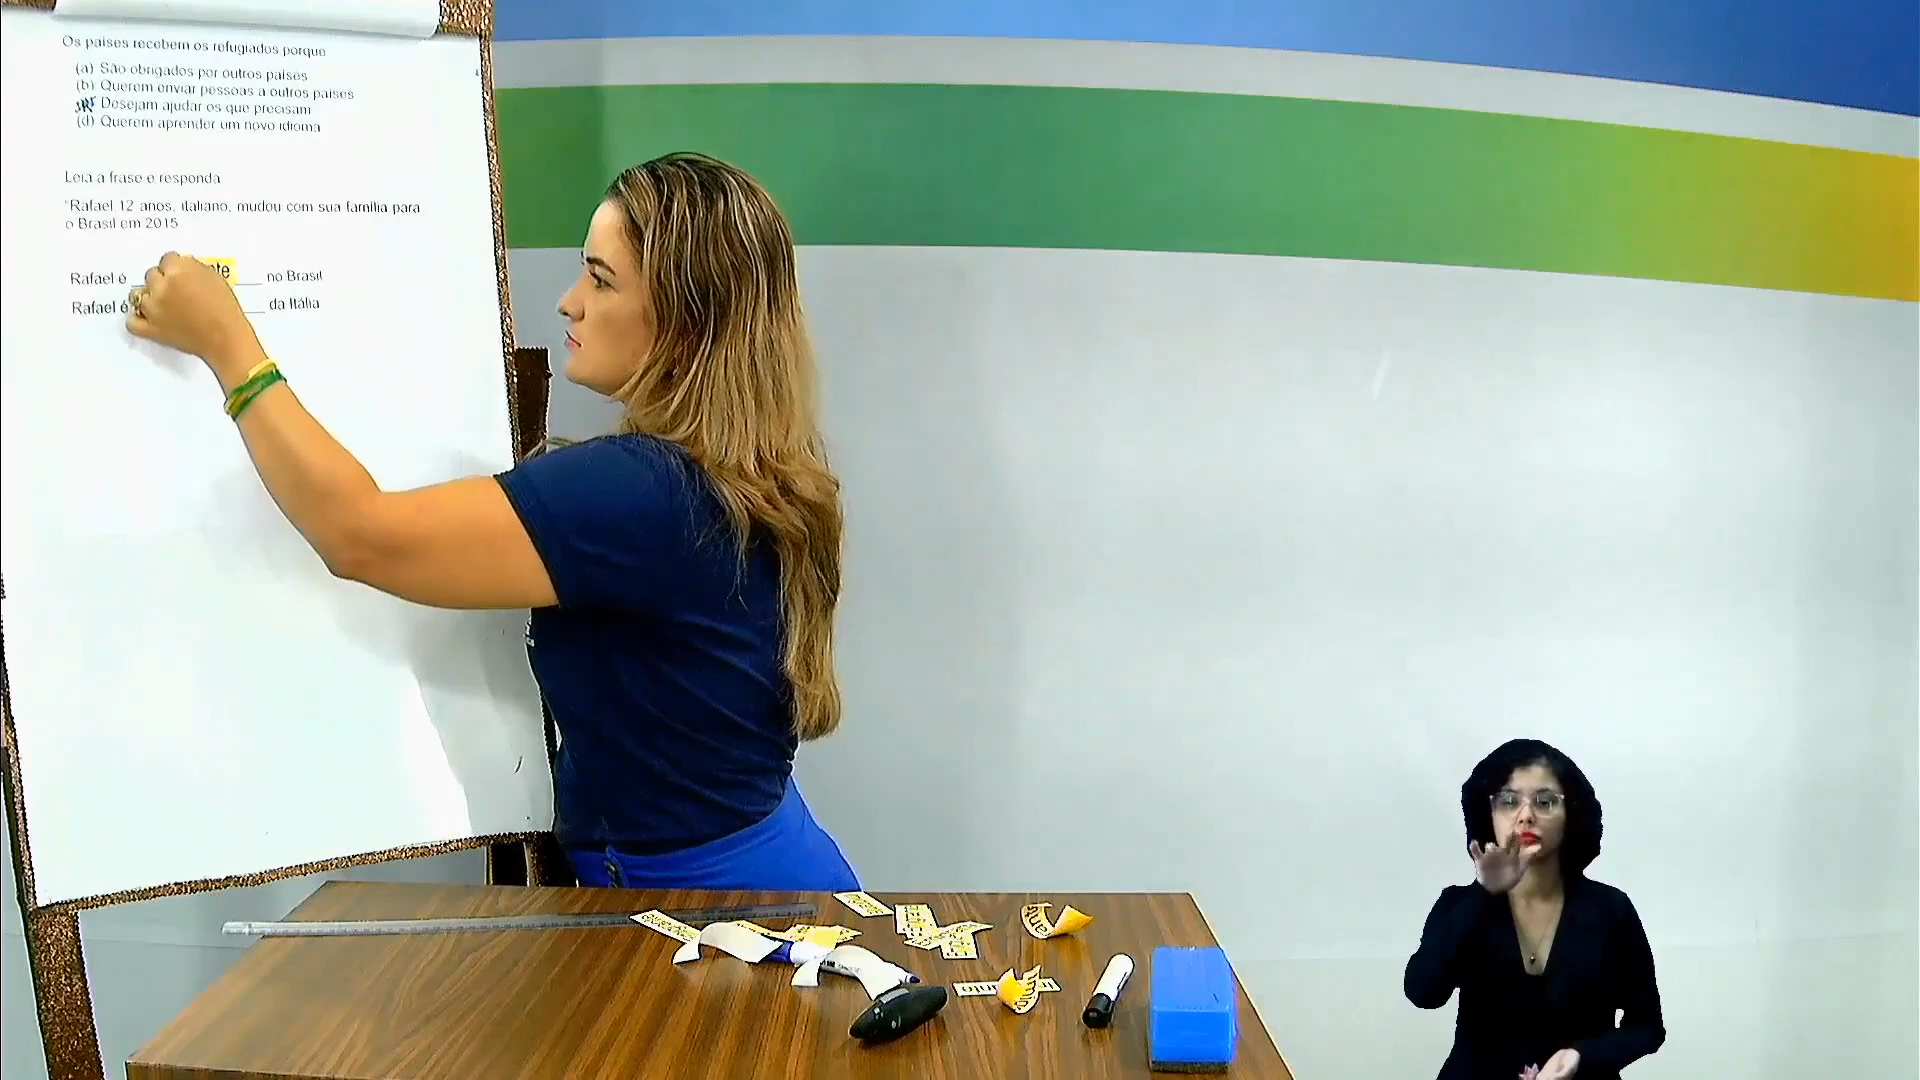 Os países recebem os refugiados porque
(a) São obrigados por outros países
(b) Querem enviar pessoas a outros países
Desejam ajudar os que precisam
(d) Querem aprender um novo idioma
Leia a frase e responda
"Rafael 12 anos, italiano, mudou com sua família para
o Brasil em 2015
Rafael é ______ no Brasil
Rafael é ______ da Itália